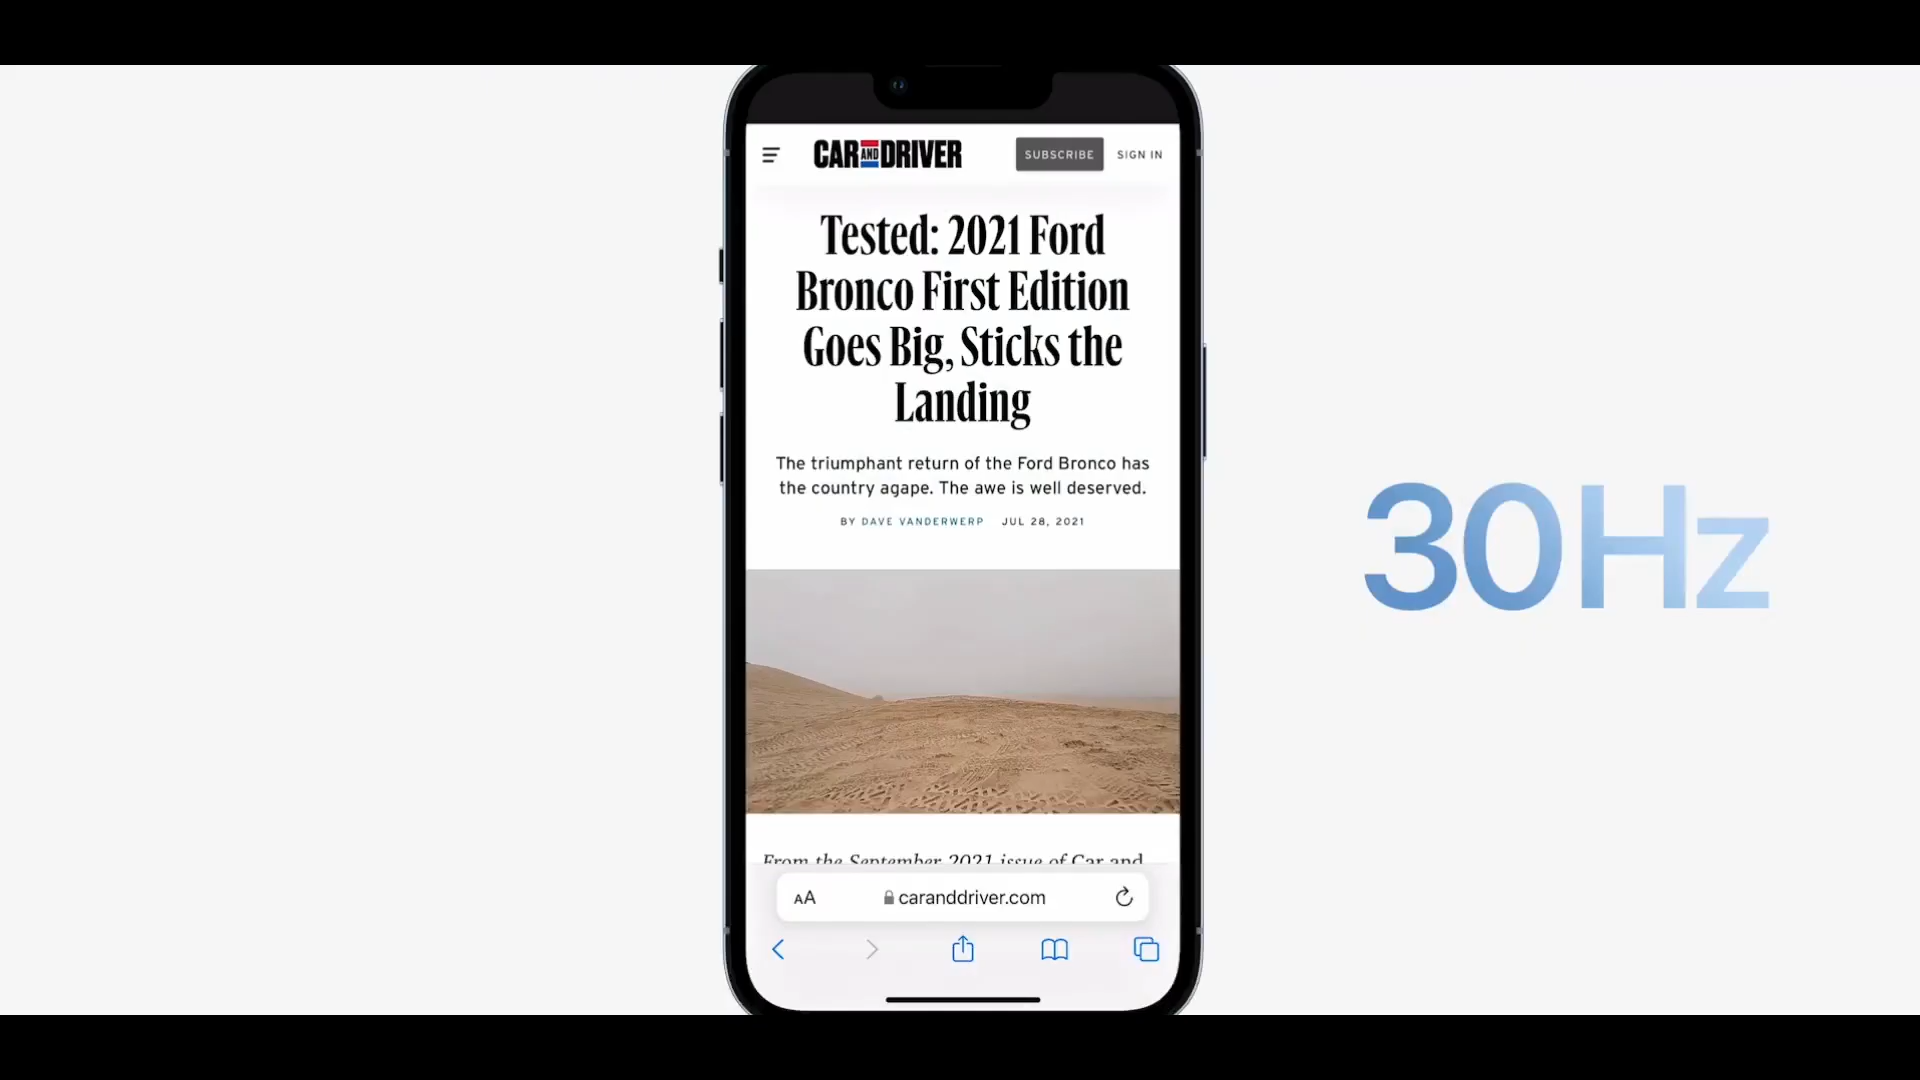 CAR AND DRIVER
SUBSCRIBE
SIGN IN
Tested: 2021 Ford
Bronco First Edition
Goes Big, Sticks the
Landing
The triumphant return of the Ford Bronco has
the country agape. The awe is well deserved.
BY DAVE VANDERWERP JUL 28, 2021
30Hz
From the September 2021 issue of Car and
AA
caranddriver.com